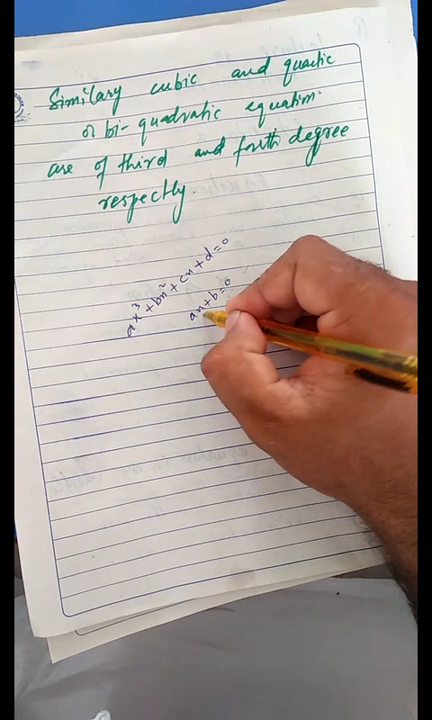 Similary cubic and quartic
or bi-quadratic equation.
are of third and forth degree
respectly.
ax³ + bx² + cx + d = 0
ax + b = 0